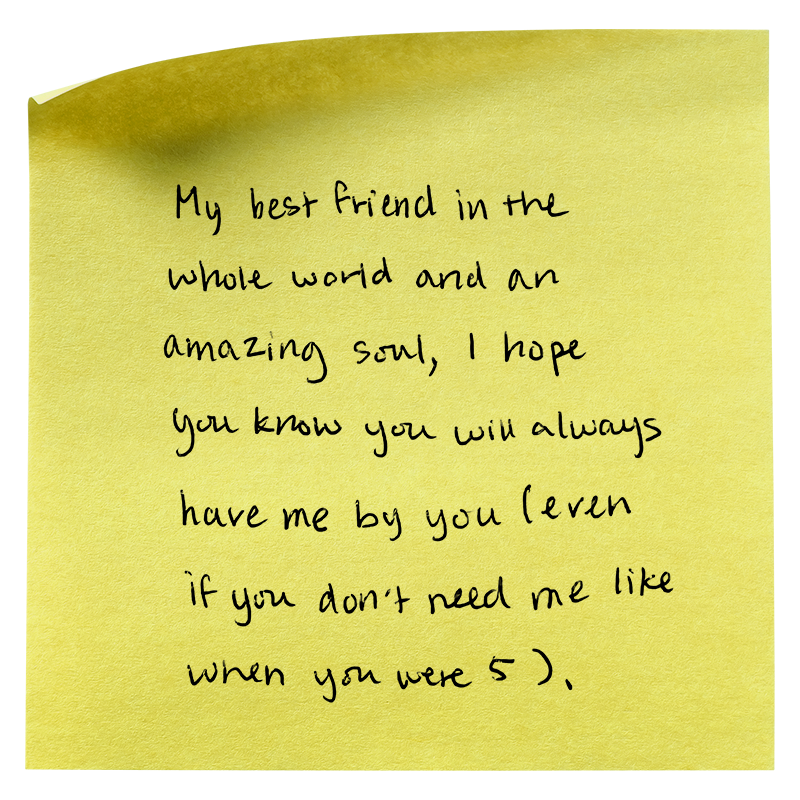 My best friend in the
whole world and an
amazing soul, I hope
you know you will always
have me by you (even
if you don't need me like
when you were 5).